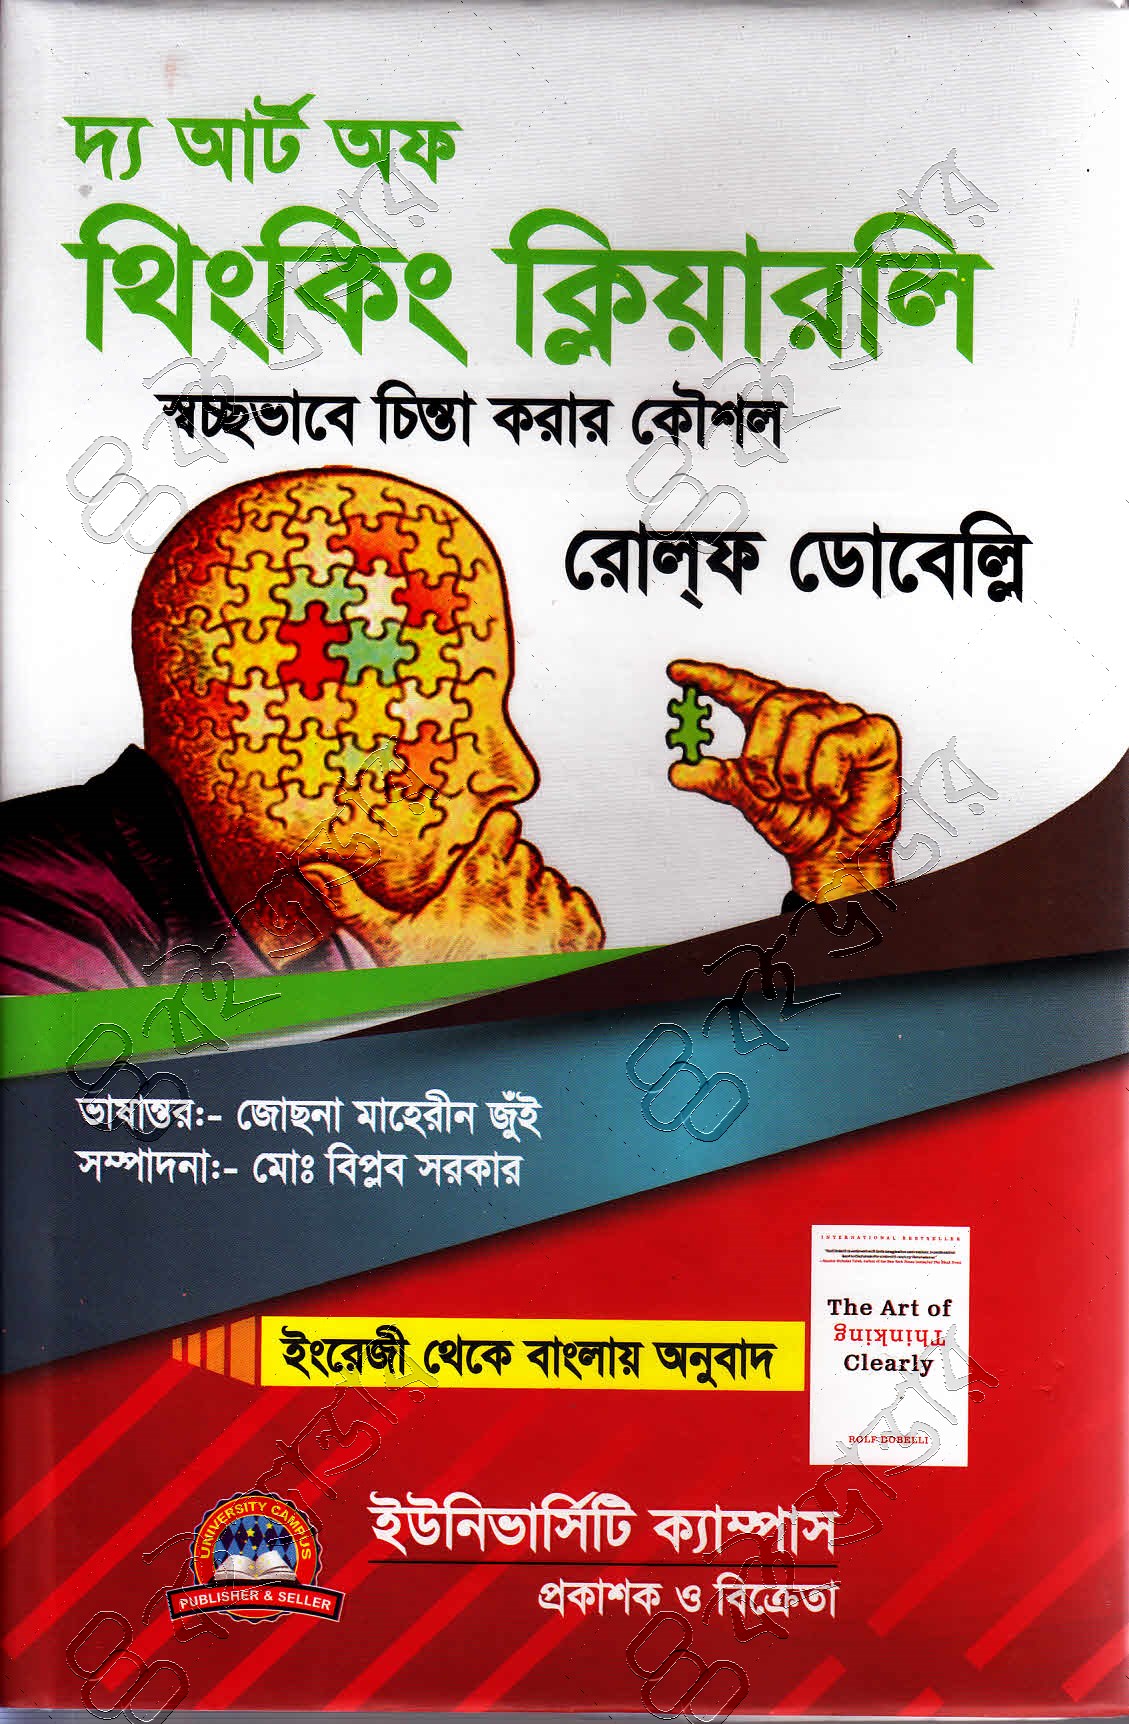 দ্য আর্ট অফ
থিংকিং ক্লিয়ারলি
স্বচ্ছভাবে চিন্তা করার কৌশল
রোল্‌ফ ডোবেল্লি
ভাষান্তর:- জোছনা মাহেরীন জুঁই
সম্পাদনা:- মোঃ বিপ্লব সরকার
INTERNATIONAL BESTSELLER
The Art of
Thinking
Clearly
ROLF DOBELLI
ইংরেজী থেকে বাংলায় অনুবাদ
UNIVERSITY CAMPUS
PUBLISHER & SELLER
ইউনিভার্সিটি ক্যাম্পাস
প্রকাশক ও বিক্রেতা